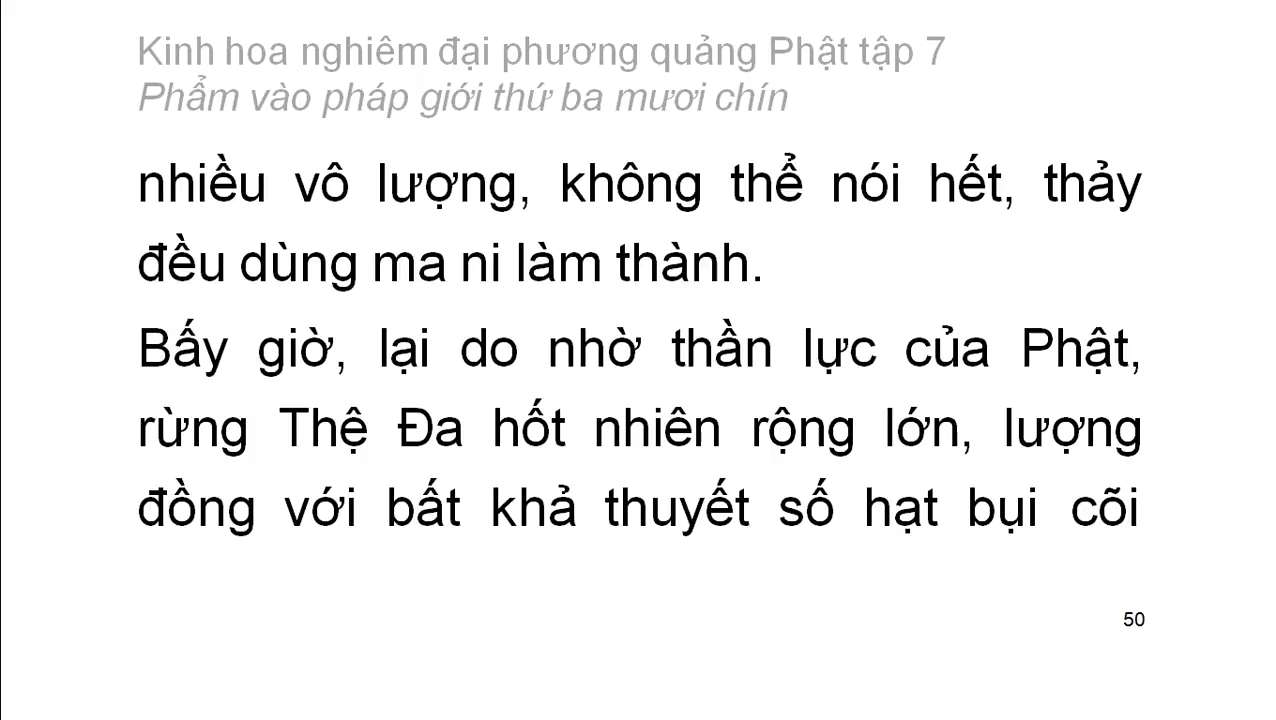 Kinh hoa nghiêm đại phương quảng Phật tập 7
Phẩm vào pháp giới thứ ba mươi chín
nhiều vô lượng, không thể nói hết, thảy
đều dùng ma ni làm thành.
Bấy giờ, lại do nhờ thần lực của Phật,
rừng Thệ Đa hốt nhiên rộng lớn, lượng
đồng với bất khả thuyết số hạt bụi cõi
50